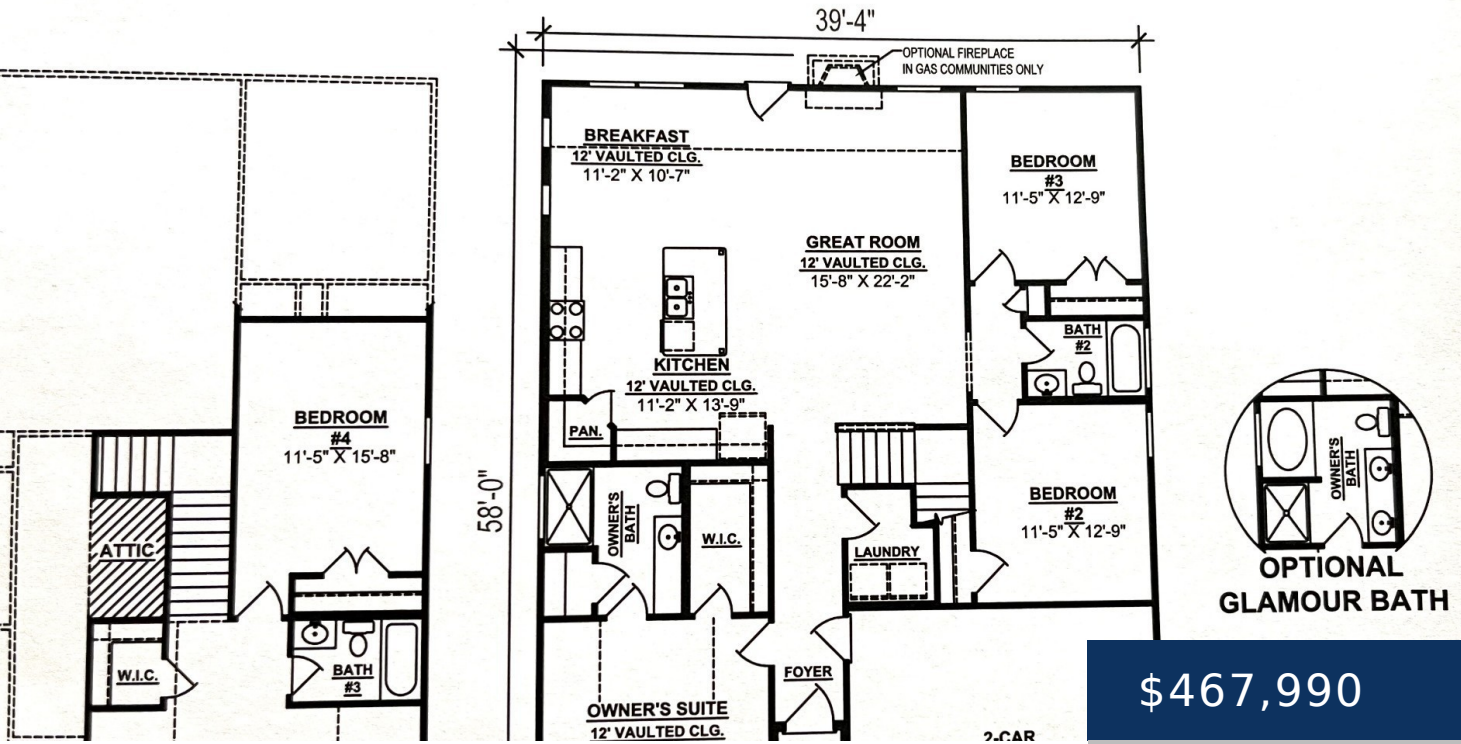 39'-4"
OPTIONAL FIREPLACE
IN GAS COMMUNITIES ONLY
BREAKFAST
12' VAULTED CLG.
11'-2" X 10'-7"
BEDROOM
#3
11'-5" X 12'-9"
GREAT ROOM
12' VAULTED CLG.
15'-8" X 22'-2"
BATH
#2
KITCHEN
12' VAULTED CLG.
11'-2" X 13'-9"
PAN.
BEDROOM
#4
11'-5" X 15'-8"
58'-0"
OWNER'S
BATH
W.I.C.
BEDROOM
#2
11'-5" X 12'-9"
LAUNDRY
ATTIC
OWNER'S
BATH
OPTIONAL
GLAMOUR BATH
W.I.C.
BATH
#3
FOYER
OWNER'S SUITE
12' VAULTED CLG.
2-CAR
$467,990